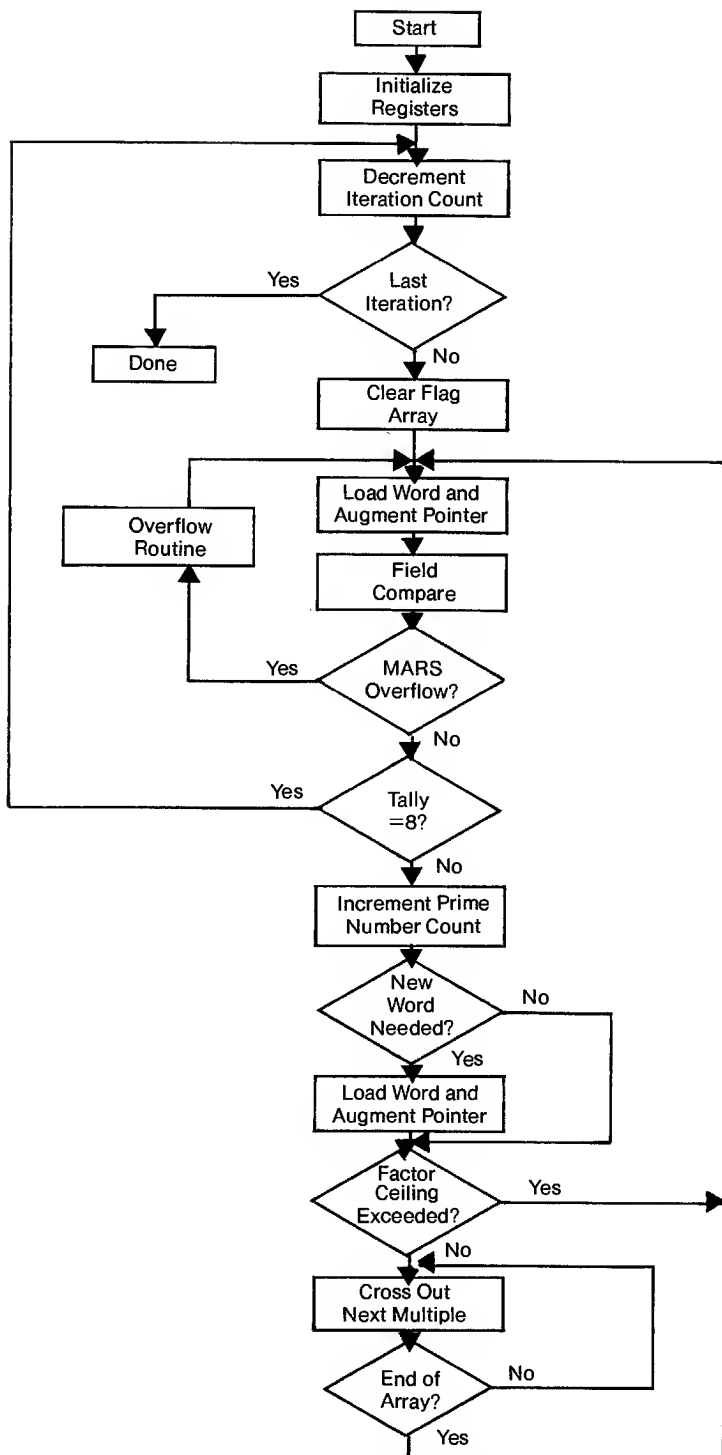 Start
Initialize
Registers
Decrement
Iteration Count
Yes
Last
Iteration?
No
Done
Clear Flag
Array
Load Word and
Augment Pointer
Overflow
Routine
Field
Compare
Yes
MARS
Overflow?
No
Yes
Tally
=8?
No
Increment Prime
Number Count
New
Word
Needed?
No
Yes
Load Word and
Augment Pointer
Factor
Ceiling
Exceeded?
Yes
No
Cross Out
Next Multiple
End of
Array?
No
Yes